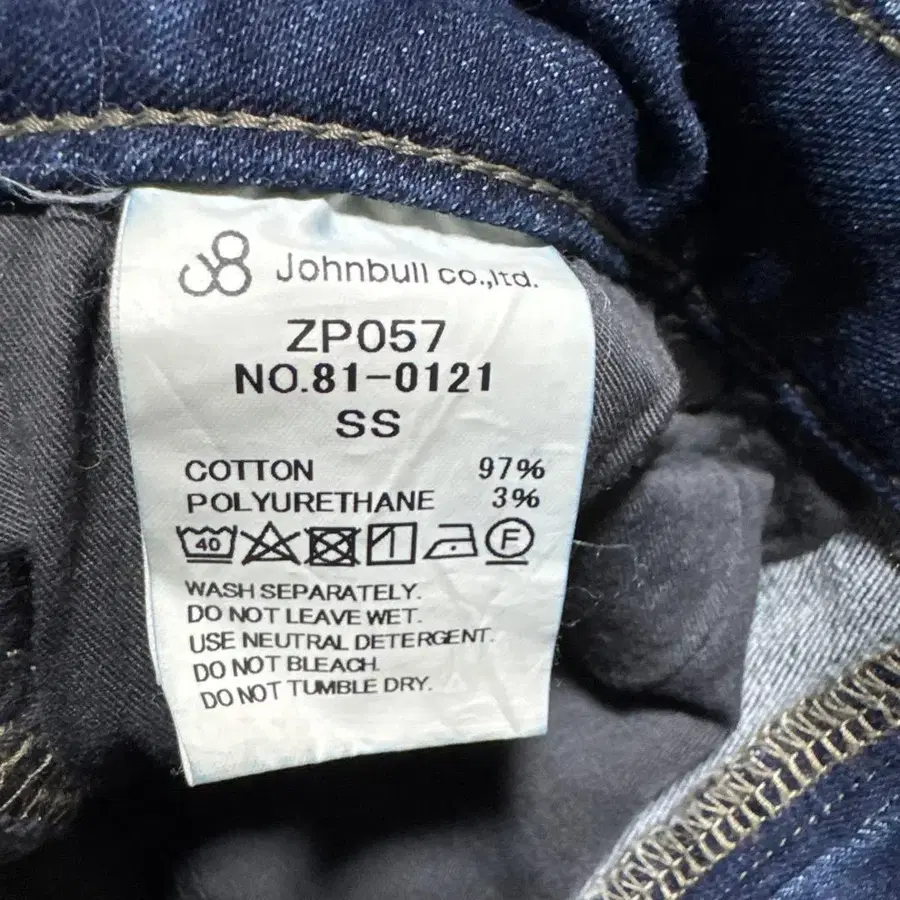 Johnbull co.,ltd.
ZP057
NO.81-0121
SS
COTTON 97%
POLYURETHANE 3%
40 F
WASH SEPARATELY.
DO NOT LEAVE WET.
USE NEUTRAL DETERGENT.
DO NOT BLEACH.
DO NOT TUMBLE DRY.